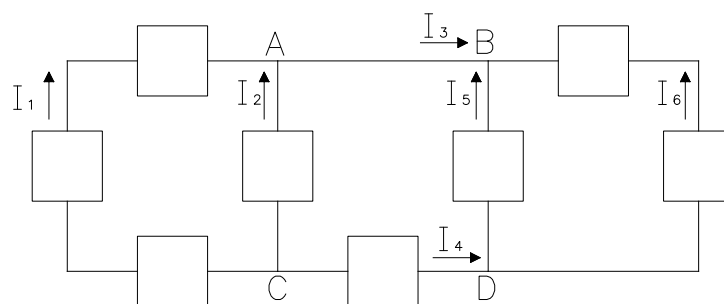 A I₃ B
I₁ I₂ I₅ I₆
I₄
C D